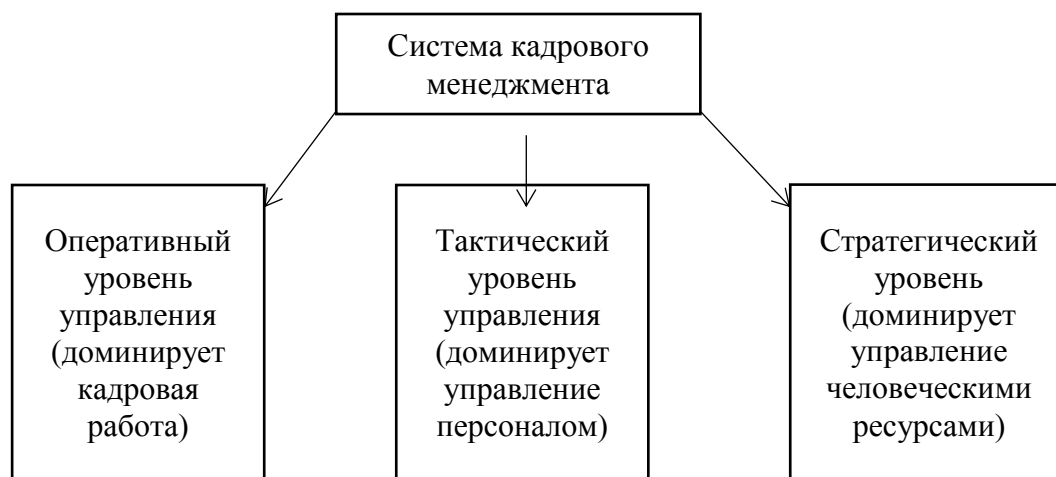 Система кадрового
менеджмента
Оперативный
уровень
управления
(доминирует
кадровая
работа)
Тактический
уровень
управления
(доминирует
управление
персоналом)
Стратегический
уровень
(доминирует
управление
человеческими
ресурсами)